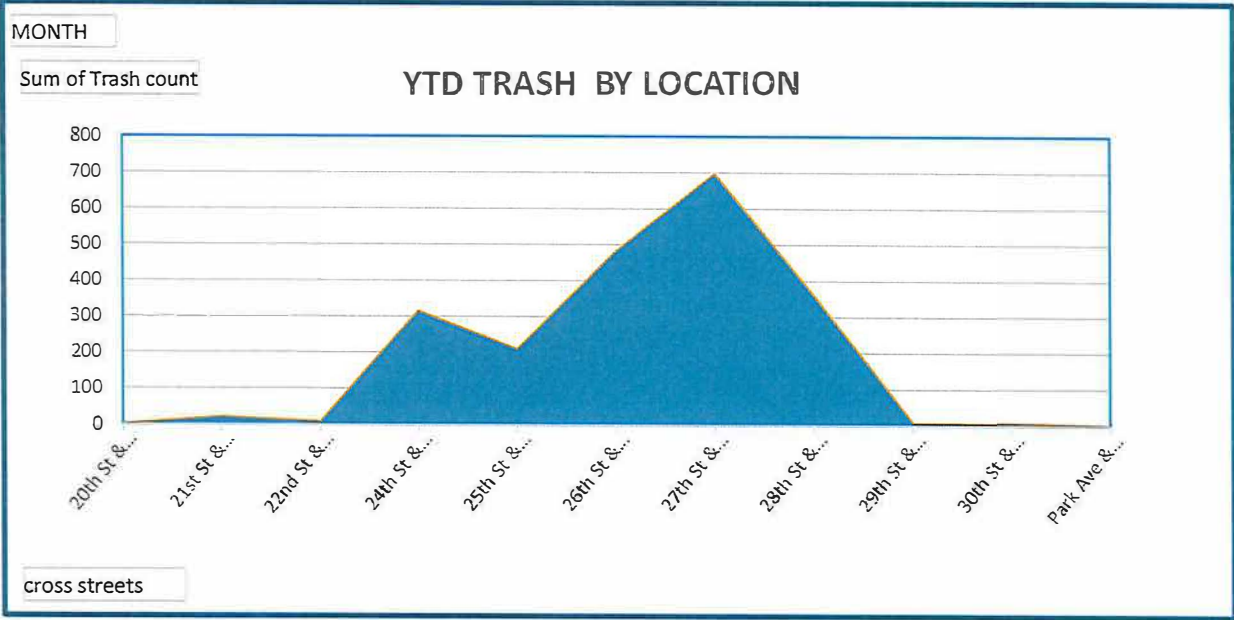 MONTH
Sum of Trash count
YTD TRASH BY LOCATION
800
700
600
500
400
300
200
100
0
20th St &...
21st St &...
22nd St &...
24th St &...
25th St &...
26th St &...
27th St &...
28th St &...
29th St &...
30th St &...
Park Ave &...
cross streets